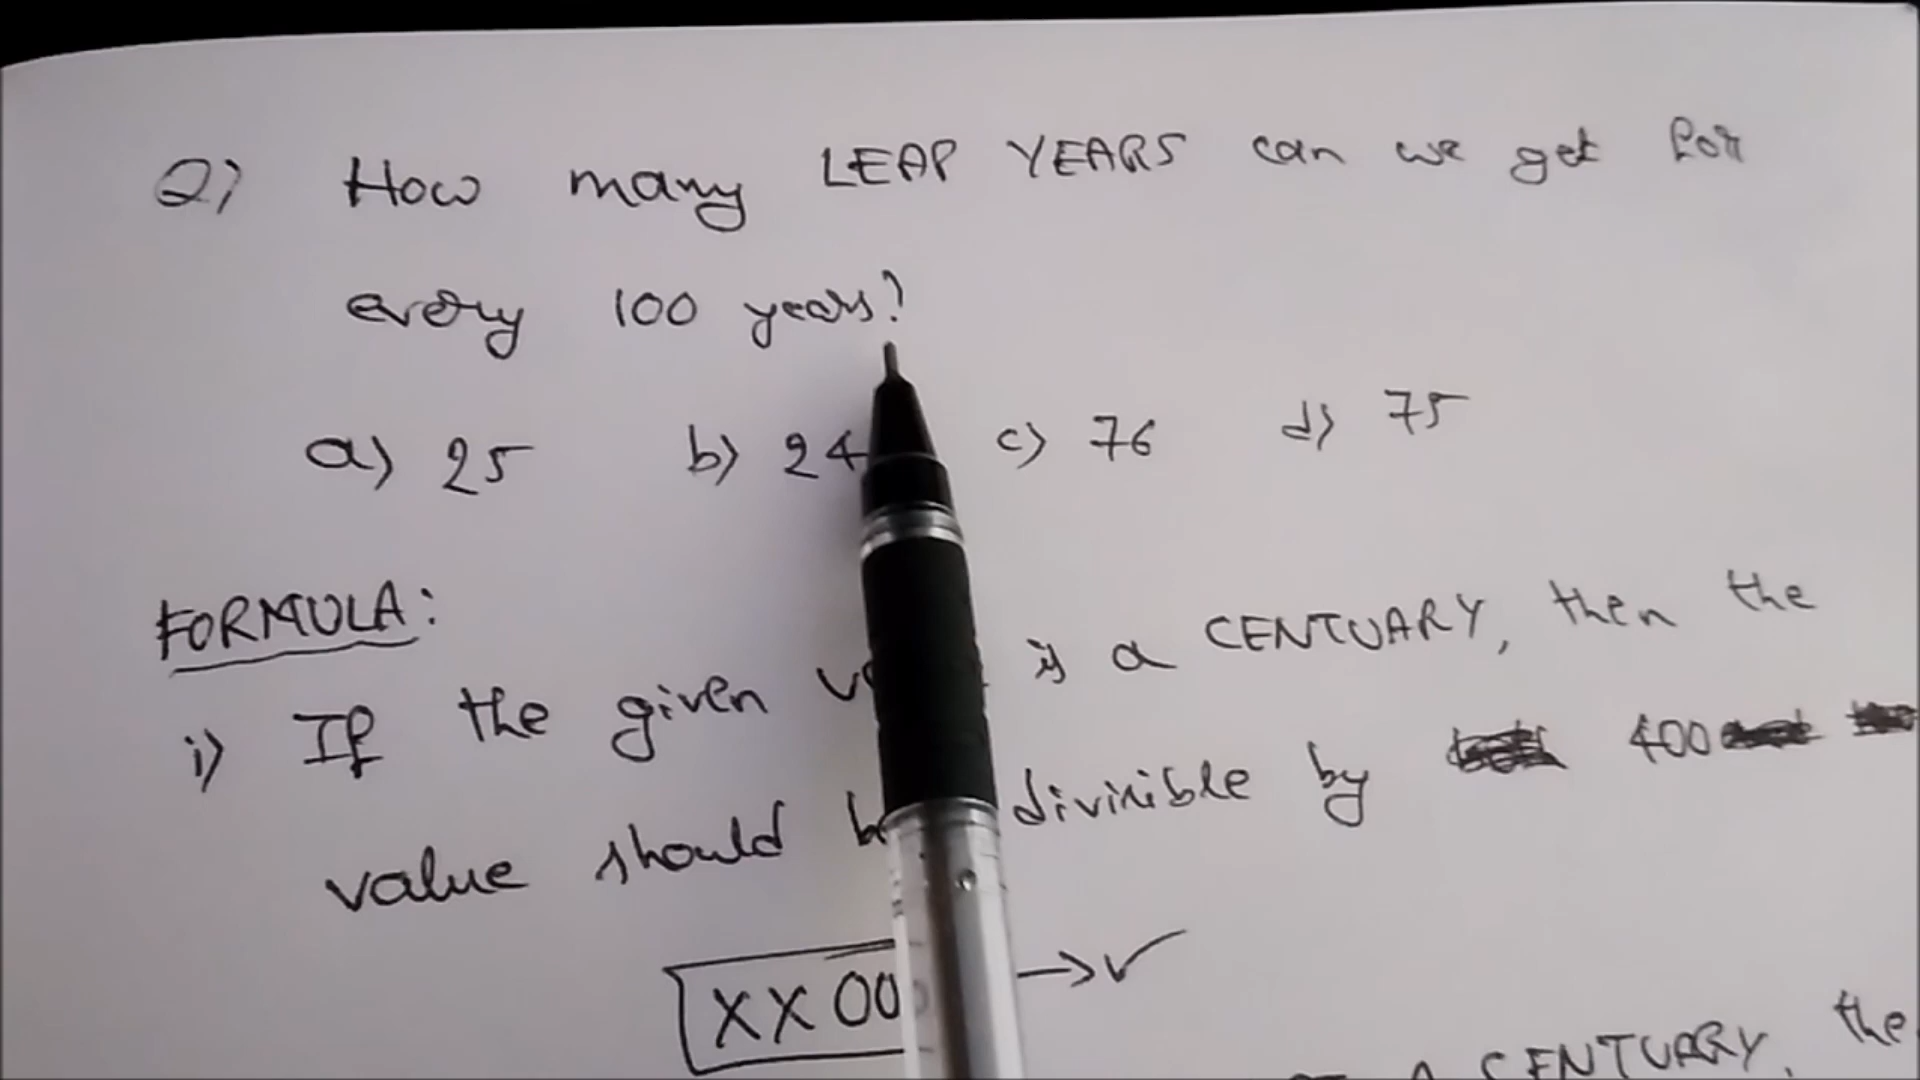 Q) How many LEAP YEARS can we get for
every 100 years?
a) 25 b) 24 c) 76 d) 75
FORMULA:
i) If the given is a CENTUARY, then the
value should divisible by 400
XX00 → ✓
A CENTUARY, the